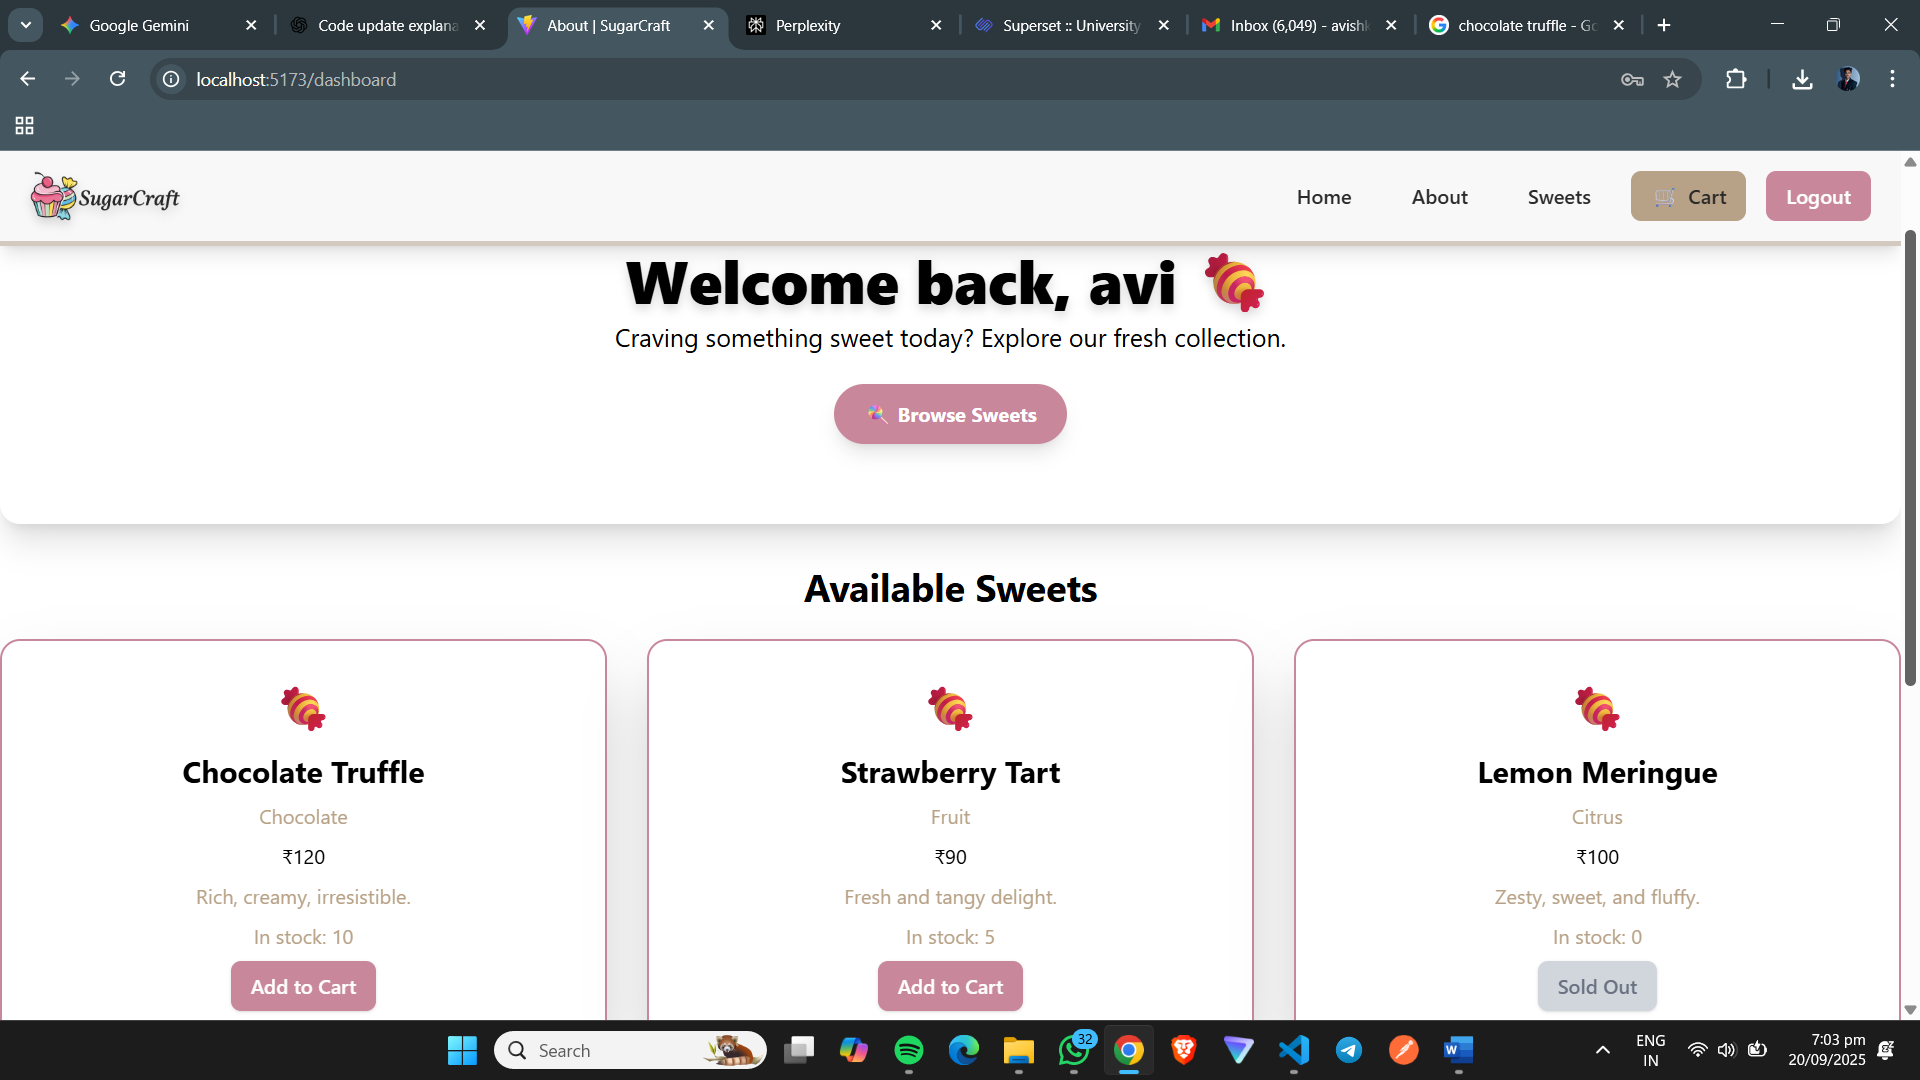 Google Gemini
Code update explana
About | SugarCraft
Perplexity
Superset :: University
Inbox (6,049) - avishk
chocolate truffle - Go
localhost:5173/dashboard
SugarCraft
Home
About
Sweets
Cart
Logout
Welcome back, avi
Craving something sweet today? Explore our fresh collection.
Browse Sweets
Available Sweets
Chocolate Truffle
Chocolate
₹120
Rich, creamy, irresistible.
In stock: 10
Add to Cart
Strawberry Tart
Fruit
₹90
Fresh and tangy delight.
In stock: 5
Add to Cart
Lemon Meringue
Citrus
₹100
Zesty, sweet, and fluffy.
In stock: 0
Sold Out
Search
32
W
ENG
IN
7:03 pm
20/09/2025